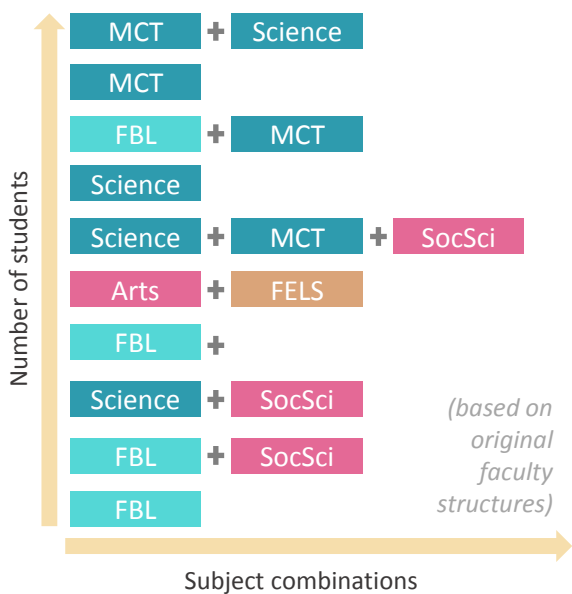 MCT + Science
MCT
FBL + MCT
Science
Science + MCT + SocSci
Arts + FELS
FBL +
Science + SocSci
FBL + SocSci
FBL
Number of students
(based on
original
faculty
structures)
Subject combinations